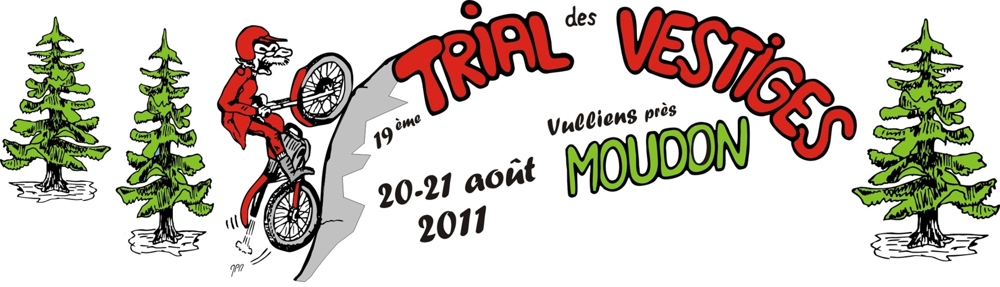 19ème TRIAL des VESTIGES
Vulliens près
MOUDON
20-21 août
2011